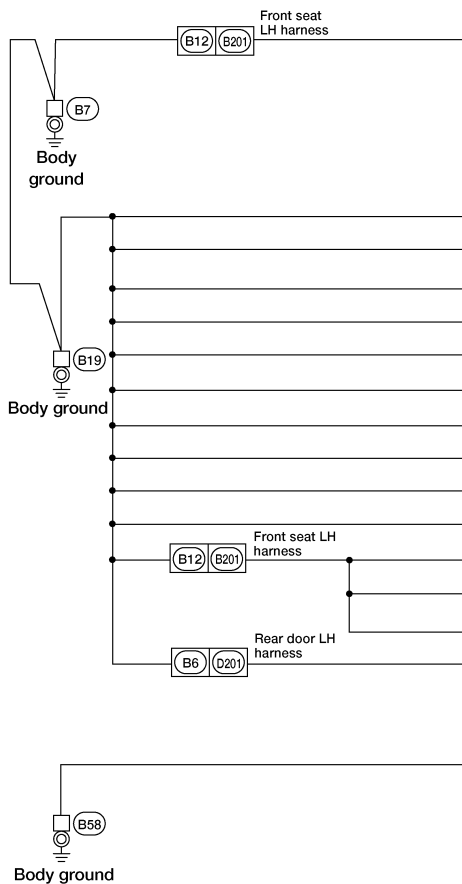 Front seat
LH harness
B12 B201
B7
Body
ground
B19
Body ground
Front seat LH
harness
B12 B201
Rear door LH
harness
B6 D201
B58
Body ground